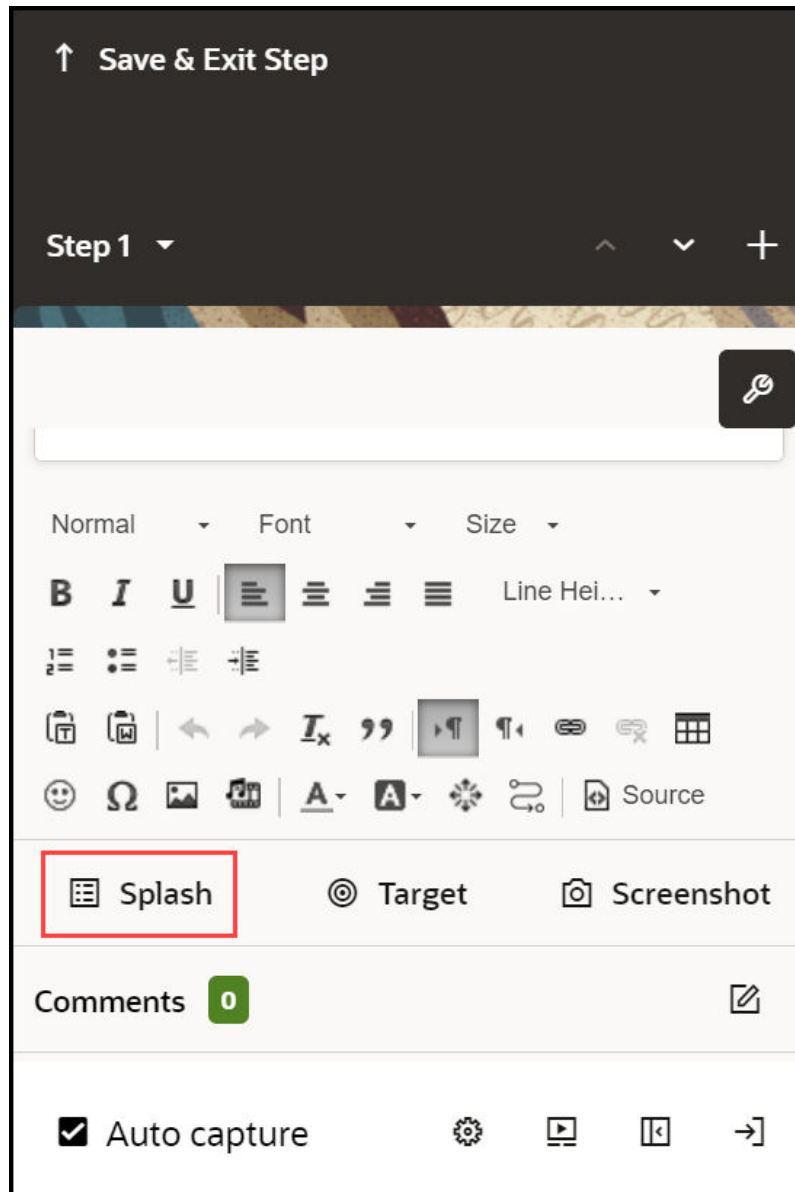 Save & Exit Step
Step 1
Normal Font Size
B I U Line Hei...
Source
Splash Target Screenshot
Comments 0
Auto capture